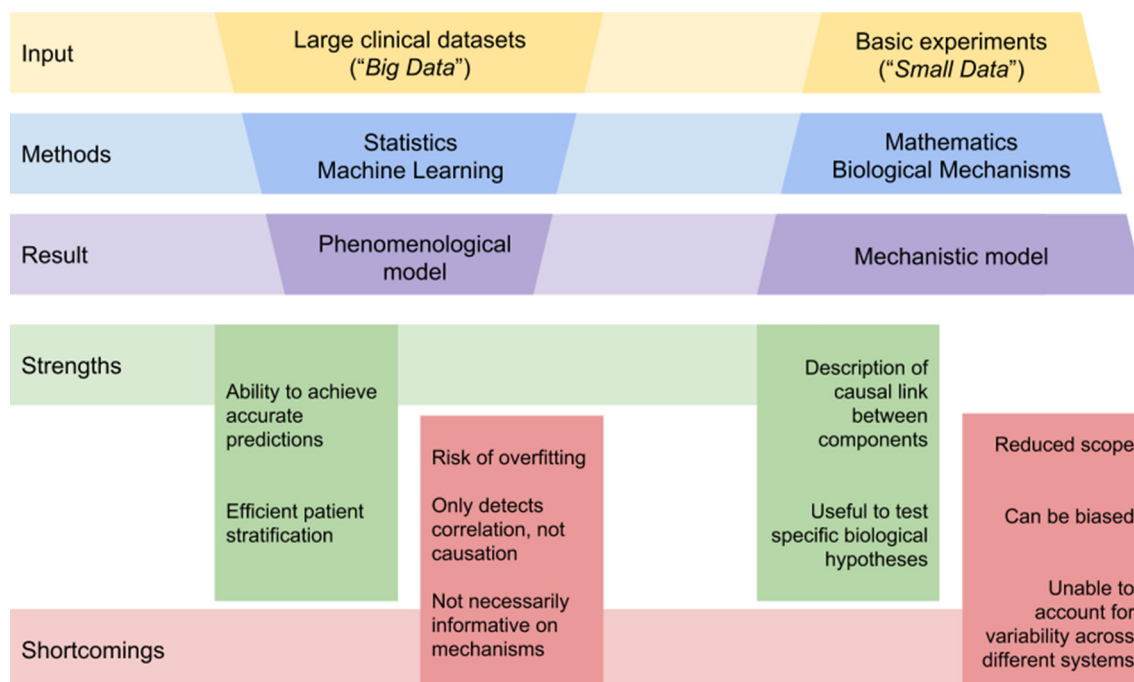 Input
Large clinical datasets
(“Big Data”)
Basic experiments
(“Small Data”)
Methods
Statistics
Machine Learning
Mathematics
Biological Mechanisms
Result
Phenomenological
model
Mechanistic model
Strengths
Ability to achieve
accurate
predictions
Efficient patient
stratification
Risk of overfitting
Only detects
correlation, not
causation
Not necessarily
informative on
mechanisms
Description of
causal link
between
components
Useful to test
specific biological
hypotheses
Reduced scope
Can be biased
Unable to
account for
variability across
different systems
Shortcomings